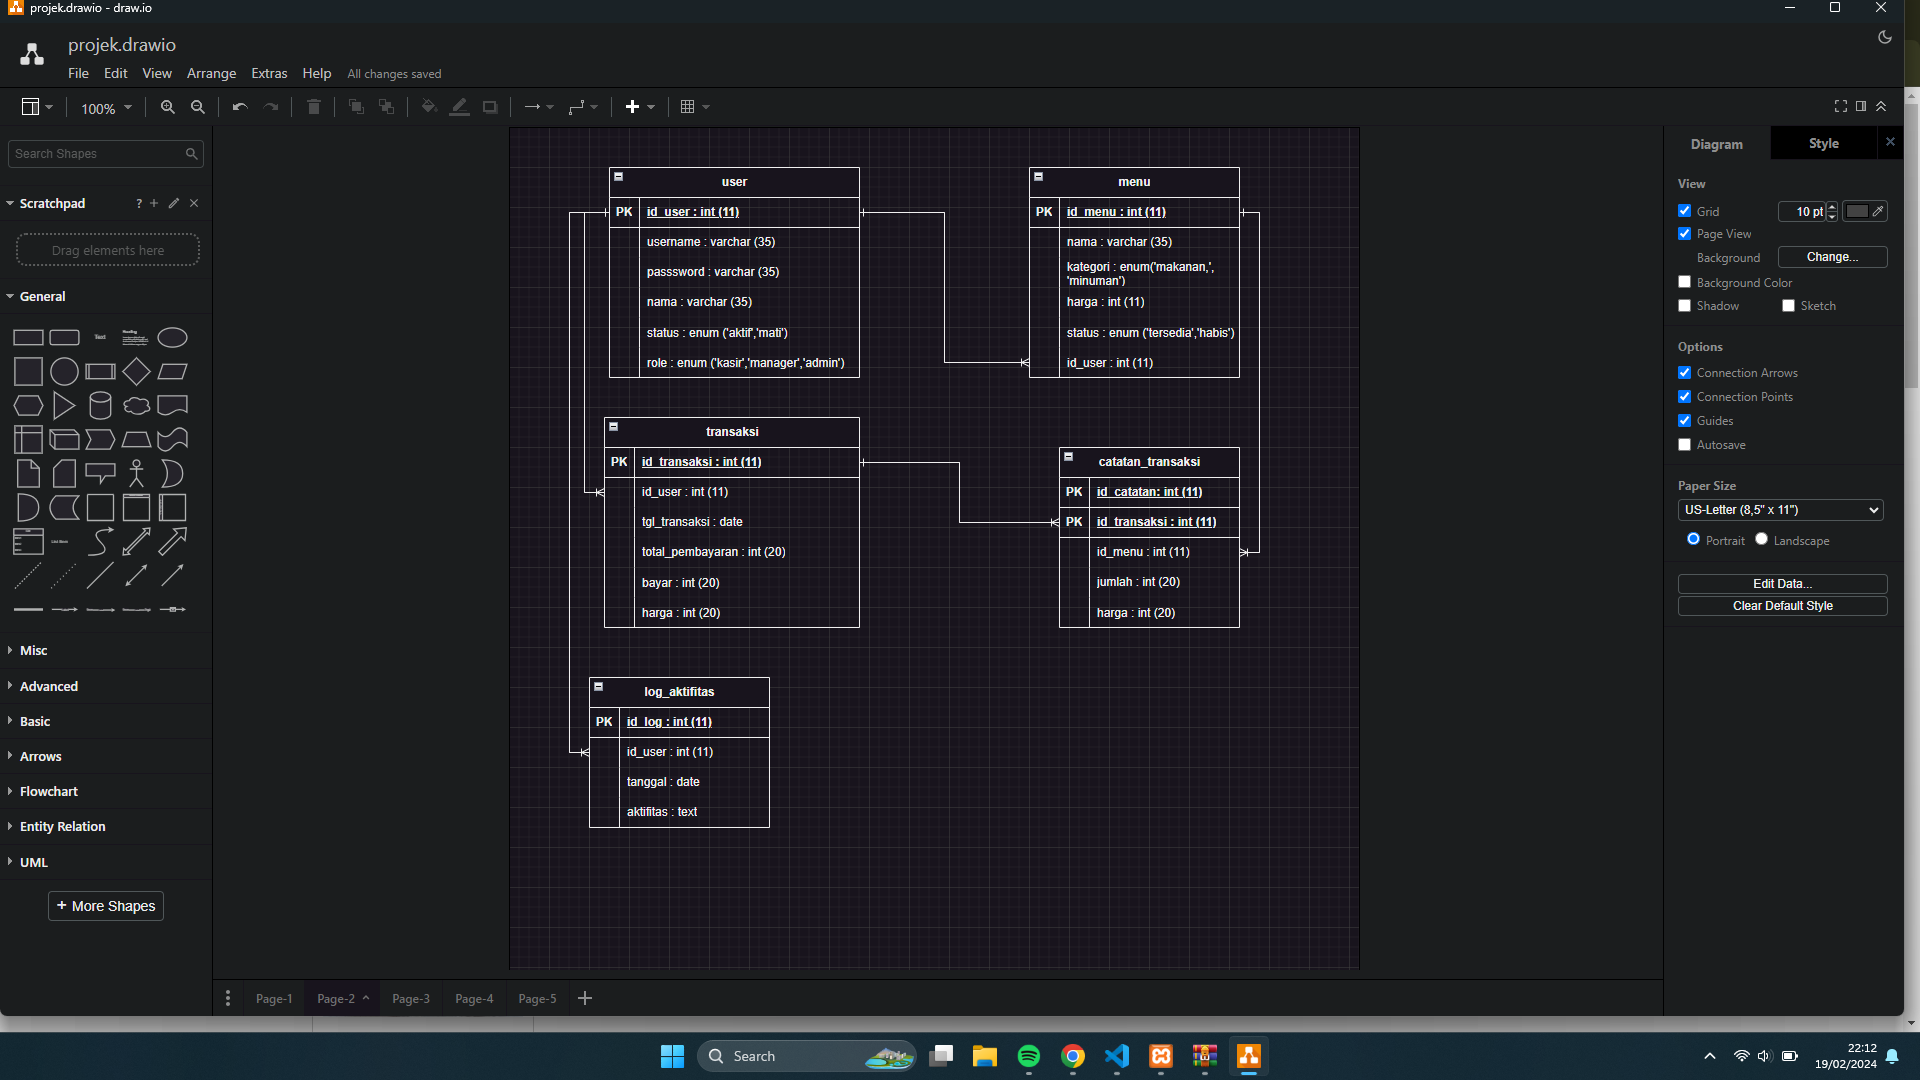 projek.drawio - draw.io
projek.drawio
File Edit View Arrange Extras Help All changes saved
100%
Search Shapes
Scratchpad
?
Drag elements here
General
Text
Heading
List Item
Misc
Advanced
Basic
Arrows
Flowchart
Entity Relation
UML
+ More Shapes
user
PK id_user : int (11)
username : varchar (35)
passsword : varchar (35)
nama : varchar (35)
status : enum ('aktif','mati')
role : enum ('kasir','manager','admin')
menu
PK id_menu : int (11)
nama : varchar (35)
kategori : enum('makanan,',
'minuman')
harga : int (11)
status : enum ('tersedia','habis')
id_user : int (11)
transaksi
PK id_transaksi : int (11)
id_user : int (11)
tgl_transaksi : date
total_pembayaran : int (20)
bayar : int (20)
harga : int (20)
catatan_transaksi
PK id_catatan: int (11)
PK id_transaksi : int (11)
id_menu : int (11)
jumlah : int (20)
harga : int (20)
log_aktifitas
PK id_log : int (11)
id_user : int (11)
tanggal : date
aktifitas : text
Diagram Style
View
Grid 10 pt
Page View
Background Change...
Background Color
Shadow Sketch
Options
Connection Arrows
Connection Points
Guides
Autosave
Paper Size
US-Letter (8,5" x 11")
Portrait Landscape
Edit Data...
Clear Default Style
Page-1 Page-2 Page-3 Page-4 Page-5
Search
22:12
19/02/2024